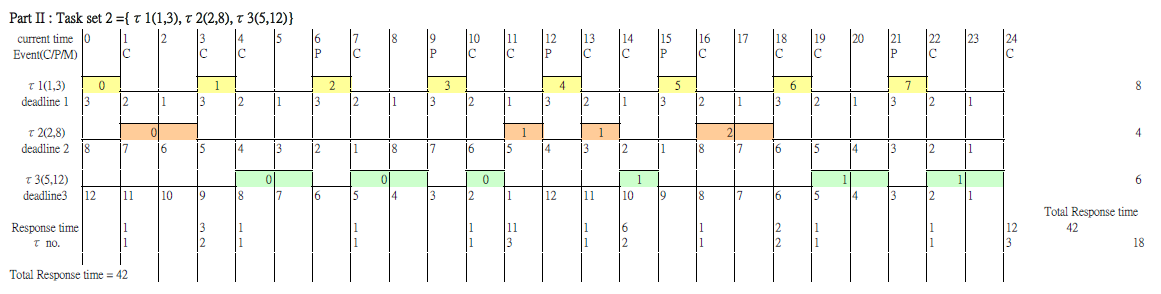 Part II : Task set 2 ={ τ 1(1,3), τ 2(2,8), τ 3(5,12)}
current time 0 1 2 3 4 5 6 7 8 9 10 11 12 13 14 15 16 17 18 19 20 21 22 23 24
Event(C/P/M) C C C P C P C C P C C P C C C P C C
τ 1(1,3) 0 1 2 3 4 5 6 7 8
deadline 1 3 2 1 3 2 1 3 2 1 3 2 1 3 2 1 3 2 1 3 2 1 3 2 1
τ 2(2,8) 0 1 1 2 4
deadline 2 8 7 6 5 4 3 2 1 8 7 6 5 4 3 2 1 8 7 6 5 4 3 2 1
τ 3(5,12) 0 0 0 1 1 1 6
deadline3 12 11 10 9 8 7 6 5 4 3 2 1 12 11 10 9 8 7 6 5 4 3 2 1
Total Response time
Response time 1 3 1 1 1 11 1 6 1 2 1 1 12 42
τ no. 1 2 1 1 1 3 1 2 1 2 1 1 3 18
Total Response time = 42